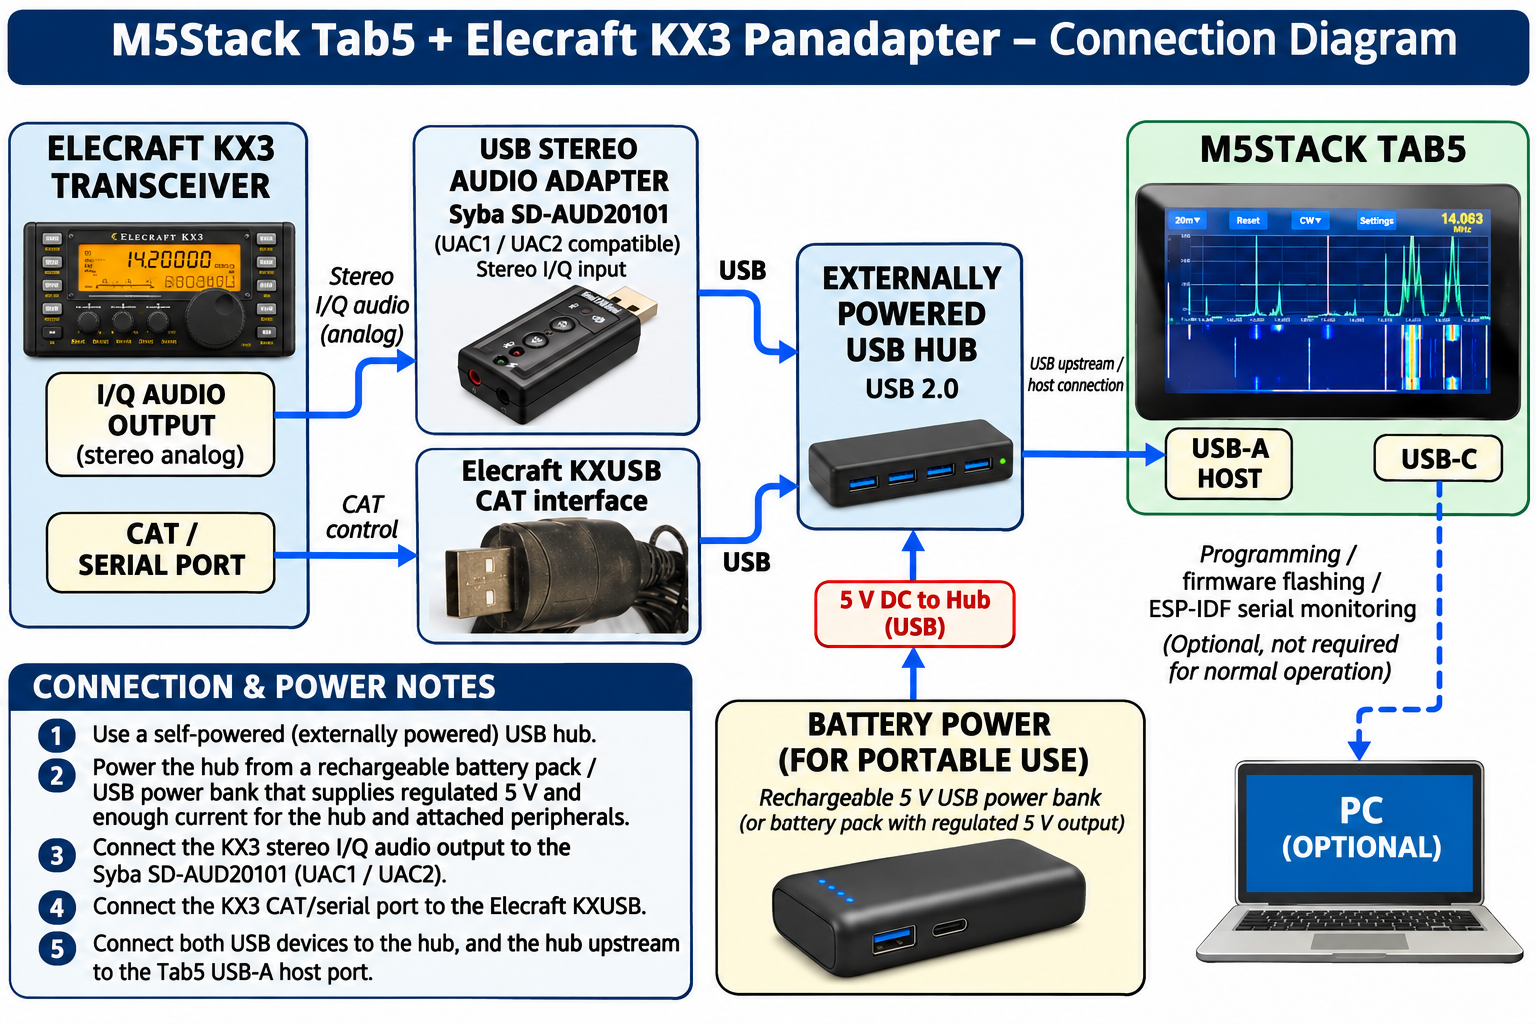 M5Stack Tab5 + Elecraft KX3 Panadapter – Connection Diagram
ELECRAFT KX3
TRANSCEIVER
ELECRAFT KX3
14.20000
I/Q AUDIO
OUTPUT
(stereo analog)
CAT /
SERIAL PORT
Stereo
I/Q audio
(analog)
CAT
control
USB STEREO
AUDIO ADAPTER
Syba SD-AUD20101
(UAC1 / UAC2 compatible)
Stereo I/Q input
Elecraft KXUSB
CAT interface
USB
USB
EXTERNALLY
POWERED
USB HUB
USB 2.0
USB upstream /
host connection
5 V DC to Hub
(USB)
BATTERY POWER
(FOR PORTABLE USE)
Rechargeable 5 V USB power bank
(or battery pack with regulated 5 V output)
M5STACK TAB5
20m▼ Reset CW▼ Settings 14.063
MHz
USB-A
HOST
USB-C
Programming /
firmware flashing /
ESP-IDF serial monitoring
(Optional, not required
for normal operation)
PC
(OPTIONAL)
CONNECTION & POWER NOTES
1 Use a self-powered (externally powered) USB hub.
2 Power the hub from a rechargeable battery pack /
USB power bank that supplies regulated 5 V and
enough current for the hub and attached peripherals.
3 Connect the KX3 stereo I/Q audio output to the
Syba SD-AUD20101 (UAC1 / UAC2).
4 Connect the KX3 CAT/serial port to the Elecraft KXUSB.
5 Connect both USB devices to the hub, and the hub upstream
to the Tab5 USB-A host port.